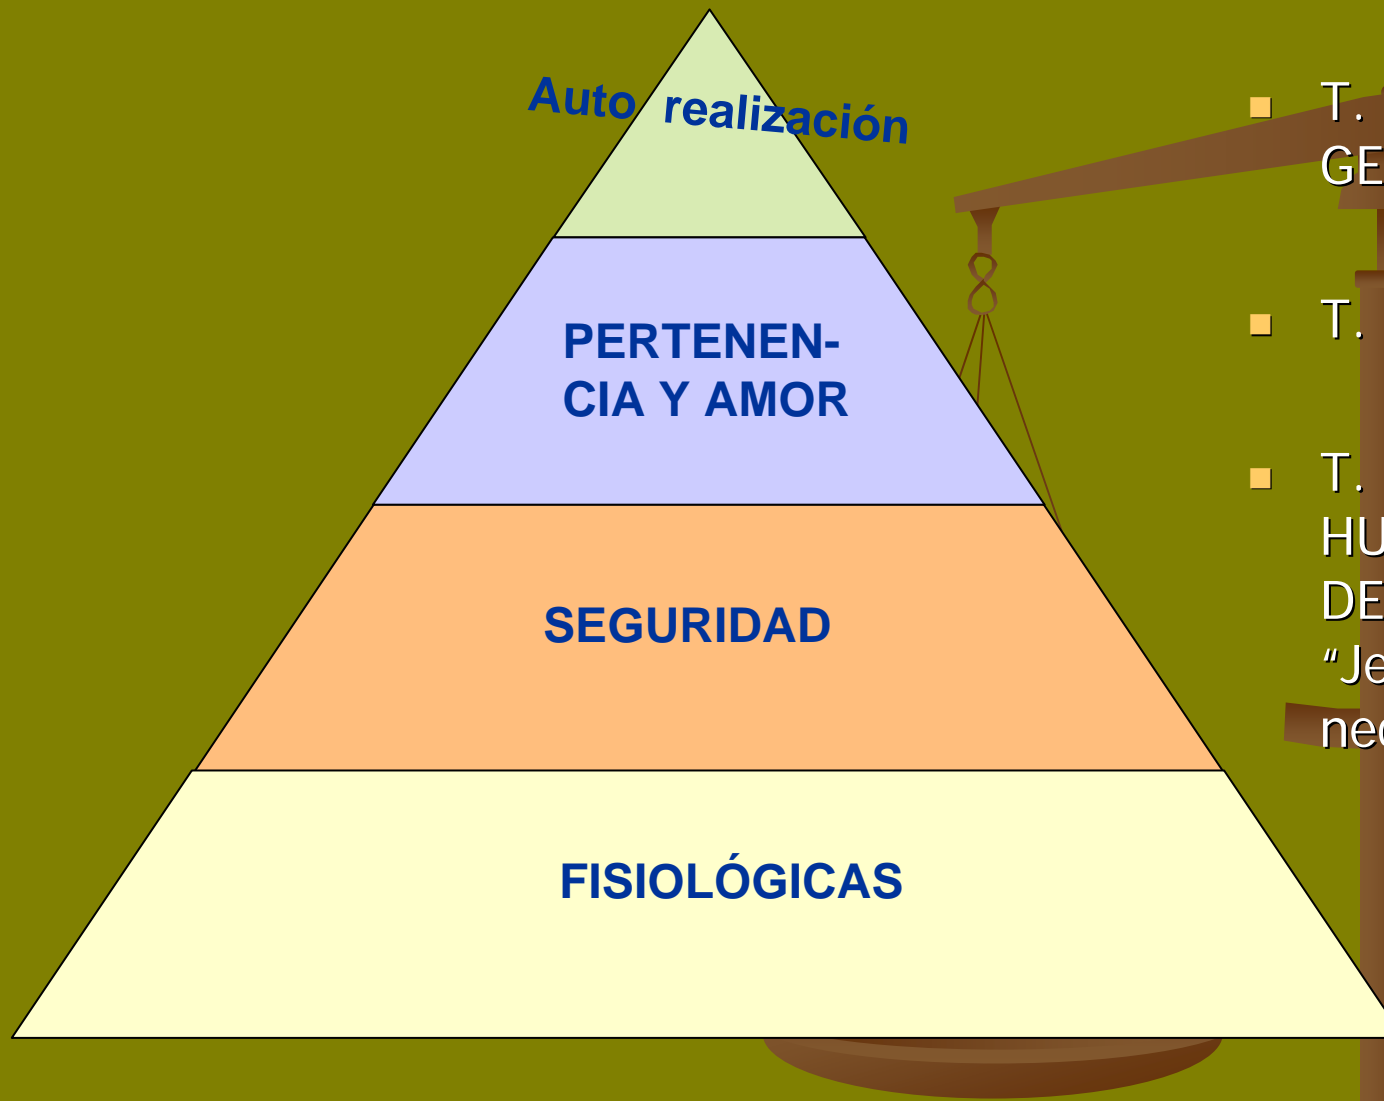 Auto realización
PERTENEN-
CIA Y AMOR
SEGURIDAD
FISIOLÓGICAS
T.
GE
T.
T.
HU
DE
“Je
nec